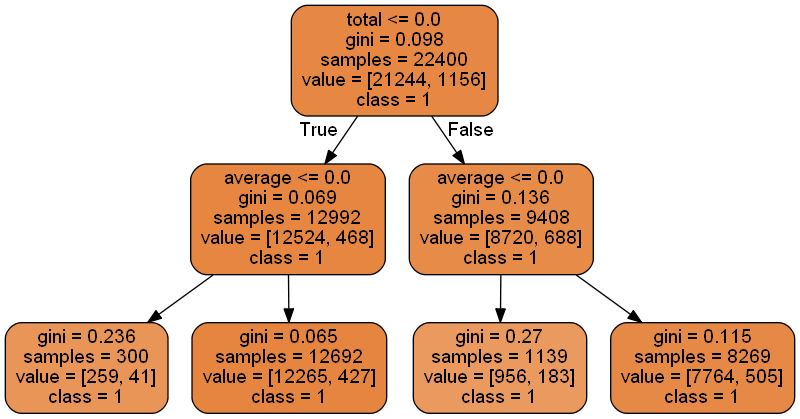 total <= 0.0
gini = 0.098
samples = 22400
value = [21244, 1156]
class = 1
True
False
average <= 0.0
gini = 0.069
samples = 12992
value = [12524, 468]
class = 1
average <= 0.0
gini = 0.136
samples = 9408
value = [8720, 688]
class = 1
gini = 0.236
samples = 300
value = [259, 41]
class = 1
gini = 0.065
samples = 12692
value = [12265, 427]
class = 1
gini = 0.27
samples = 1139
value = [956, 183]
class = 1
gini = 0.115
samples = 8269
value = [7764, 505]
class = 1